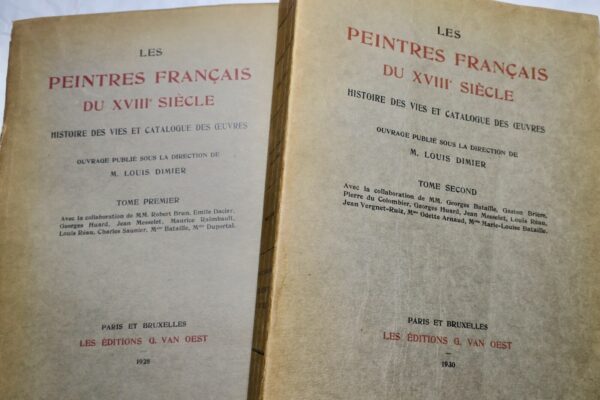 LES
PEINTRES FRANÇAIS
DU XVIIIe SIÈCLE
HISTOIRE DES VIES ET CATALOGUE DES ŒUVRES
OUVRAGE PUBLIÉ SOUS LA DIRECTION DE
M. LOUIS DIMIER
TOME PREMIER
Avec la collaboration de MM. Robert Brun, Emile Dacier,
Georges Huard, Jean Messelet, Maurice Raimbault,
Louis Réau, Charles Saunier, Mme Bataille, Mme Duportal.
PARIS ET BRUXELLES
LES ÉDITIONS G. VAN OEST
1928
LES
PEINTRES FRANÇAIS
DU XVIIIe SIÈCLE
HISTOIRE DES VIES ET CATALOGUE DES ŒUVRES
OUVRAGE PUBLIÉ SOUS LA DIRECTION DE
M. LOUIS DIMIER
TOME SECOND
Avec la collaboration de MM. Georges Bataille, Gaston Brière,
Pierre du Colombier, Georges Huard, Jean Messelet, Louis Réau,
Jean Vergnet-Ruiz, Mme Odette Arnaud, Mme Marie-Louise Bataille.
PARIS ET BRUXELLES
LES ÉDITIONS G. VAN OEST
1930